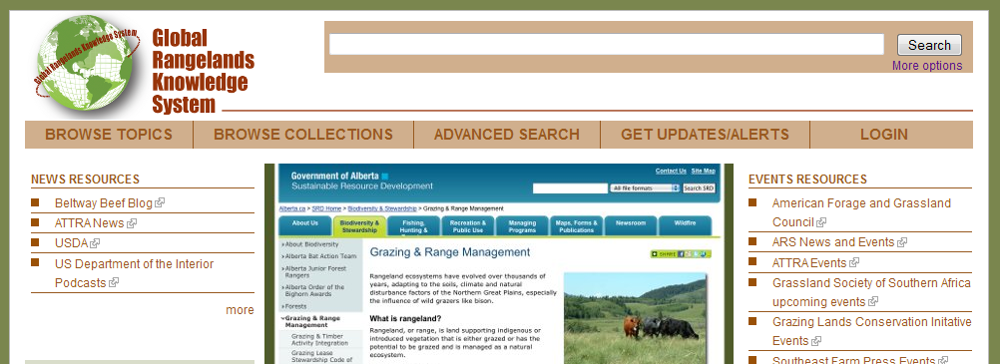 Global Rangelands Knowledge System
Global
Rangelands
Knowledge
System
Search
More options
BROWSE TOPICS
BROWSE COLLECTIONS
ADVANCED SEARCH
GET UPDATES/ALERTS
LOGIN
NEWS RESOURCES
Beltway Beef Blog
ATTRA News
USDA
US Department of the Interior
Podcasts
more
Government of Alberta
Sustainable Resource Development
Contact Us Site Map
All file formats
Search SRD
Alberta.ca > SRD Home > Biodiversity & Stewardship > Grazing & Range Management
About Us
Biodiversity &
Stewardship
Fishing,
Hunting &
Recreation &
Public Use
Managing
Programs
Maps, Forms &
Publications
Newsroom
Wildfire
About Biodiversity
Alberta Bat Action Team
Alberta Junior Forest
Rangers
Alberta Order of the
Bighorn Awards
Forests
Grazing & Range
Management
Grazing & Timber
Activity Integration
Grazing Lease
Stewardship Code of
Grazing & Range Management
SHARE
Rangeland ecosystems have evolved over thousands of
years, adapting to the soils, climate and natural
disturbance factors of the Northern Great Plains, especially
the influence of wild grazers like bison.
What is rangeland?
Rangeland, or range, is land supporting indigenous or
introduced vegetation that is either grazed or has the
potential to be grazed and is managed as a natural
ecosystem.
EVENTS RESOURCES
American Forage and Grassland
Council
ARS News and Events
ATTRA Events
Grassland Society of Southern Africa
upcoming events
Grazing Lands Conservation Initative
Events
Southeast Farm Press Events